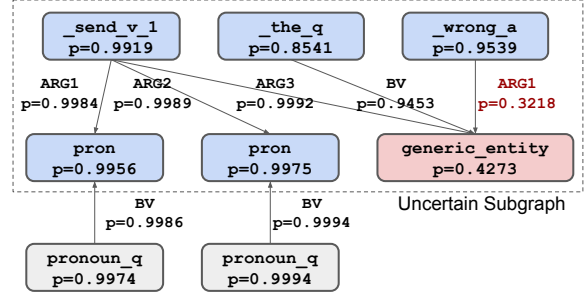 _send_v_1
p=0.9919
_the_q
p=0.8541
_wrong_a
p=0.9539
ARG1
p=0.9984
ARG2
p=0.9989
ARG3
p=0.9992
BV
p=0.9453
ARG1
p=0.3218
pron
p=0.9956
pron
p=0.9975
generic_entity
p=0.4273
Uncertain Subgraph
BV
p=0.9986
BV
p=0.9994
pronoun_q
p=0.9974
pronoun_q
p=0.9994